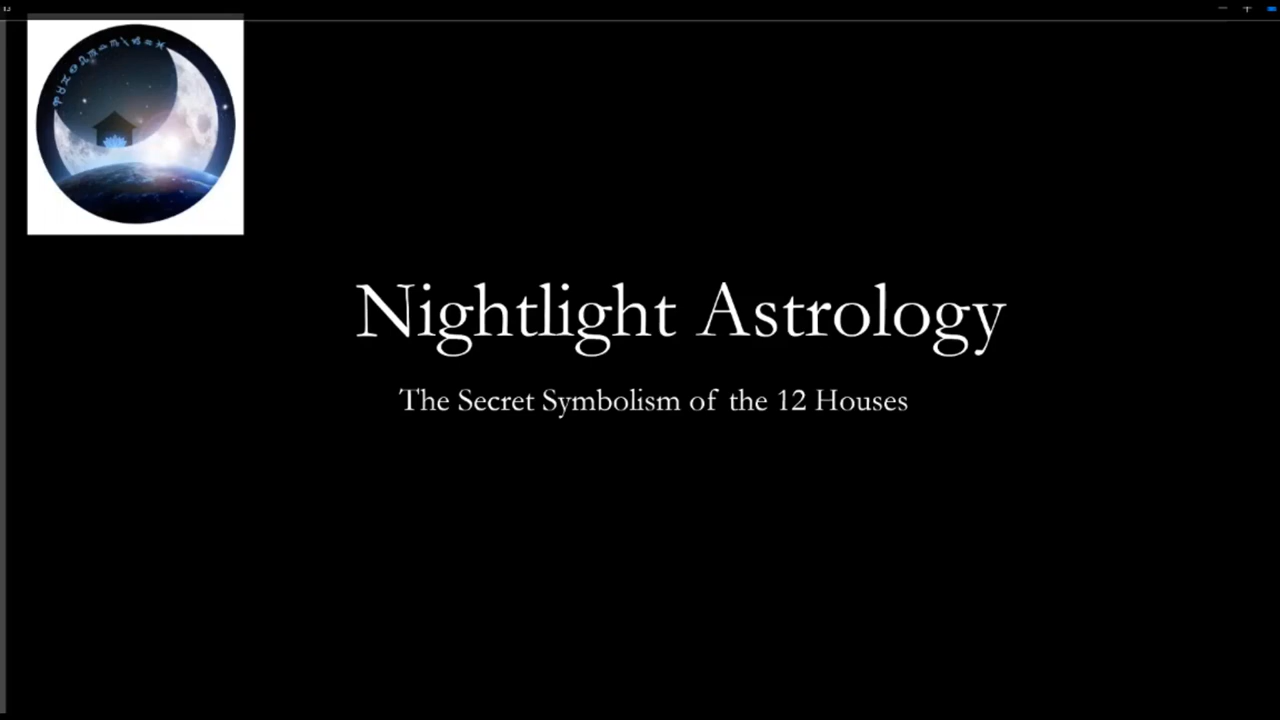 Nightlight Astrology
The Secret Symbolism of the 12 Houses